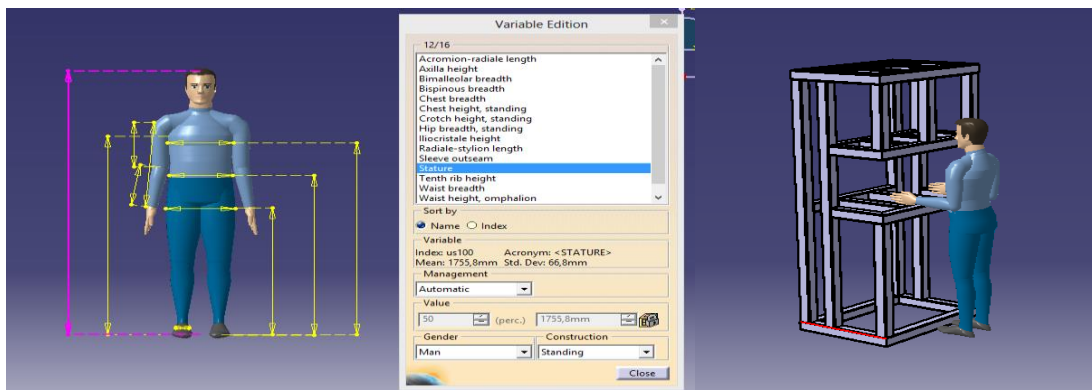 Variable Edition
12/16
Acromion-radiale length
Axilla height
Bimalleolar breadth
Bispinous breadth
Chest breadth
Chest height, standing
Crotch height, standing
Hip breadth, standing
Iliocristale height
Radiale-stylion length
Sleeve outseam
Stature
Tenth rib height
Waist breadth
Waist height, omphalion
Sort by
Name Index
Variable
Index: us100 Acronym: <STATURE>
Mean: 1755,8mm Std. Dev: 66,8mm
Management
Automatic
Value
50 (perc.) 1755,8mm
Gender Construction
Man Standing
Close